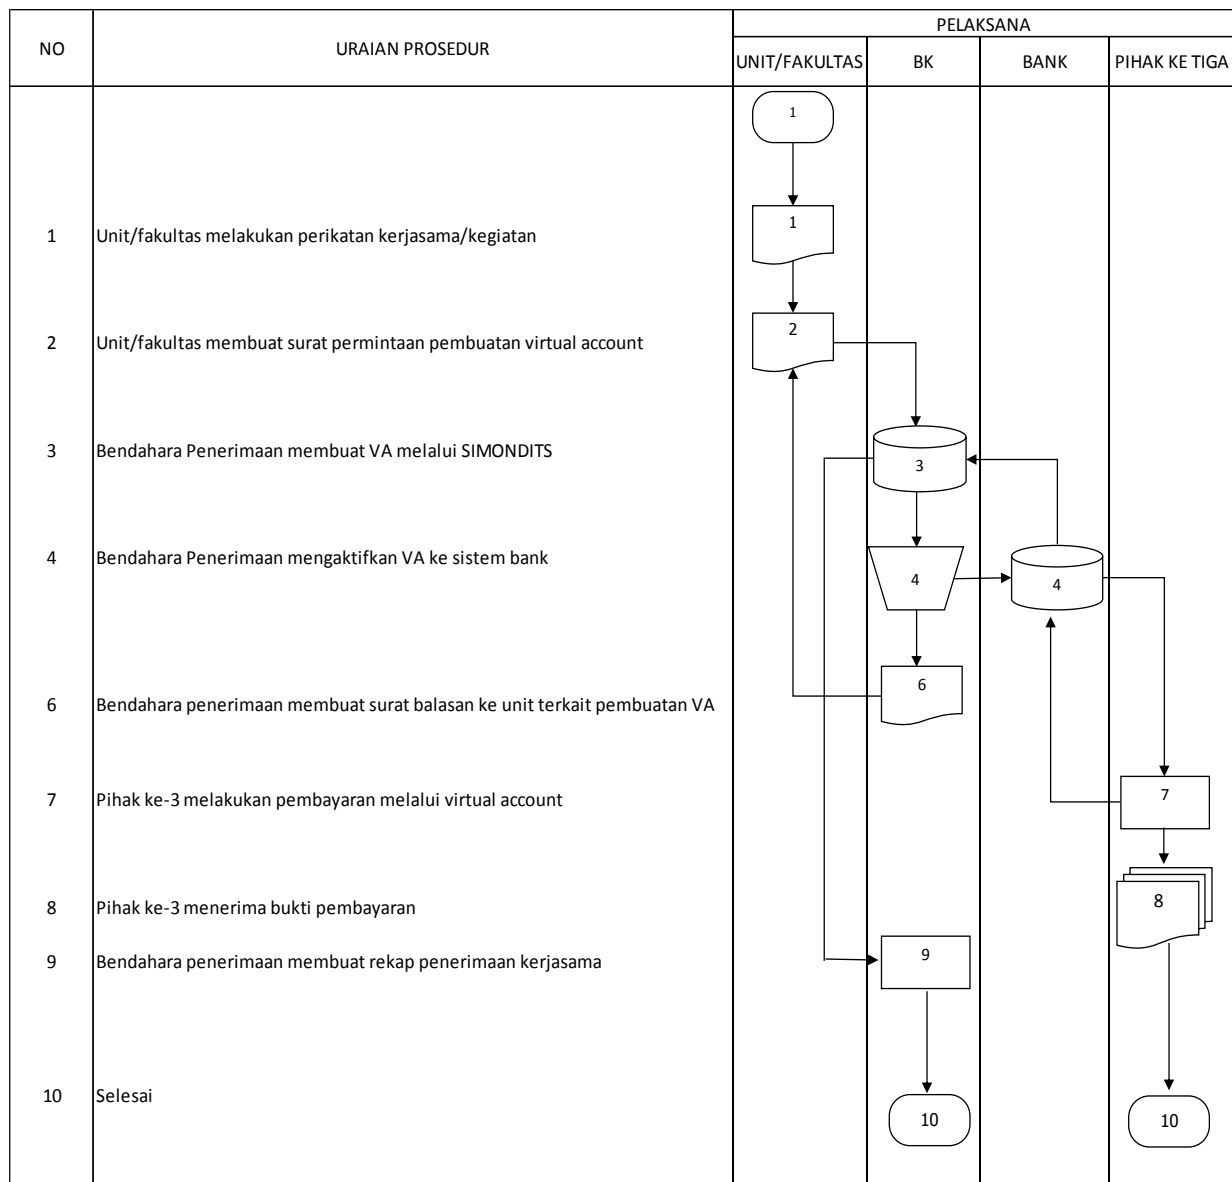 NO
URAIAN PROSEDUR
PELAKSANA
UNIT/FAKULTAS
BK
BANK
PIHAK KE TIGA
1
1 Unit/fakultas melakukan perikatan kerjasama/kegiatan 1
2 Unit/fakultas membuat surat permintaan pembuatan virtual account 2
3 Bendahara Penerimaan membuat VA melalui SIMONDITS 3
4 Bendahara Penerimaan mengaktifkan VA ke sistem bank 4 4
6 Bendahara penerimaan membuat surat balasan ke unit terkait pembuatan VA 6
7 Pihak ke-3 melakukan pembayaran melalui virtual account 7
8 Pihak ke-3 menerima bukti pembayaran 8
9 Bendahara penerimaan membuat rekap penerimaan kerjasama 9
10 Selesai 10 10